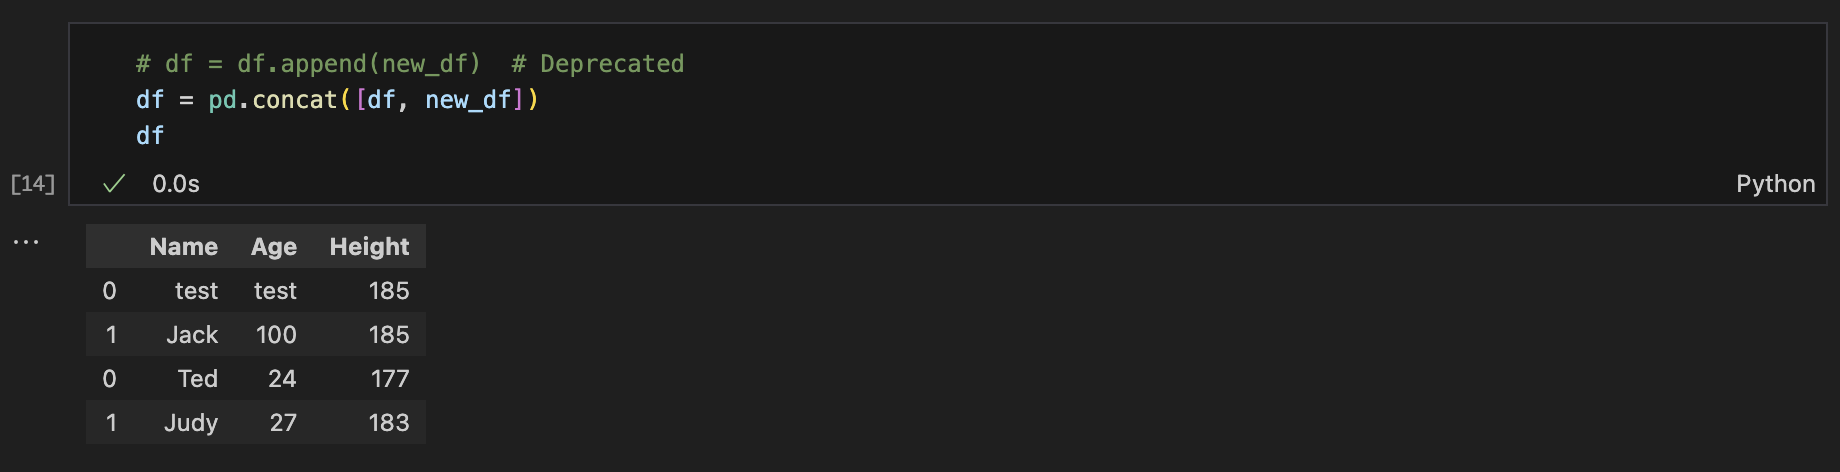 # df = df.append(new_df)  # Deprecated
df = pd.concat([df, new_df])
df
[14] 0.0s Python
...
Name Age Height
0 test test 185
1 Jack 100 185
0 Ted 24 177
1 Judy 27 183